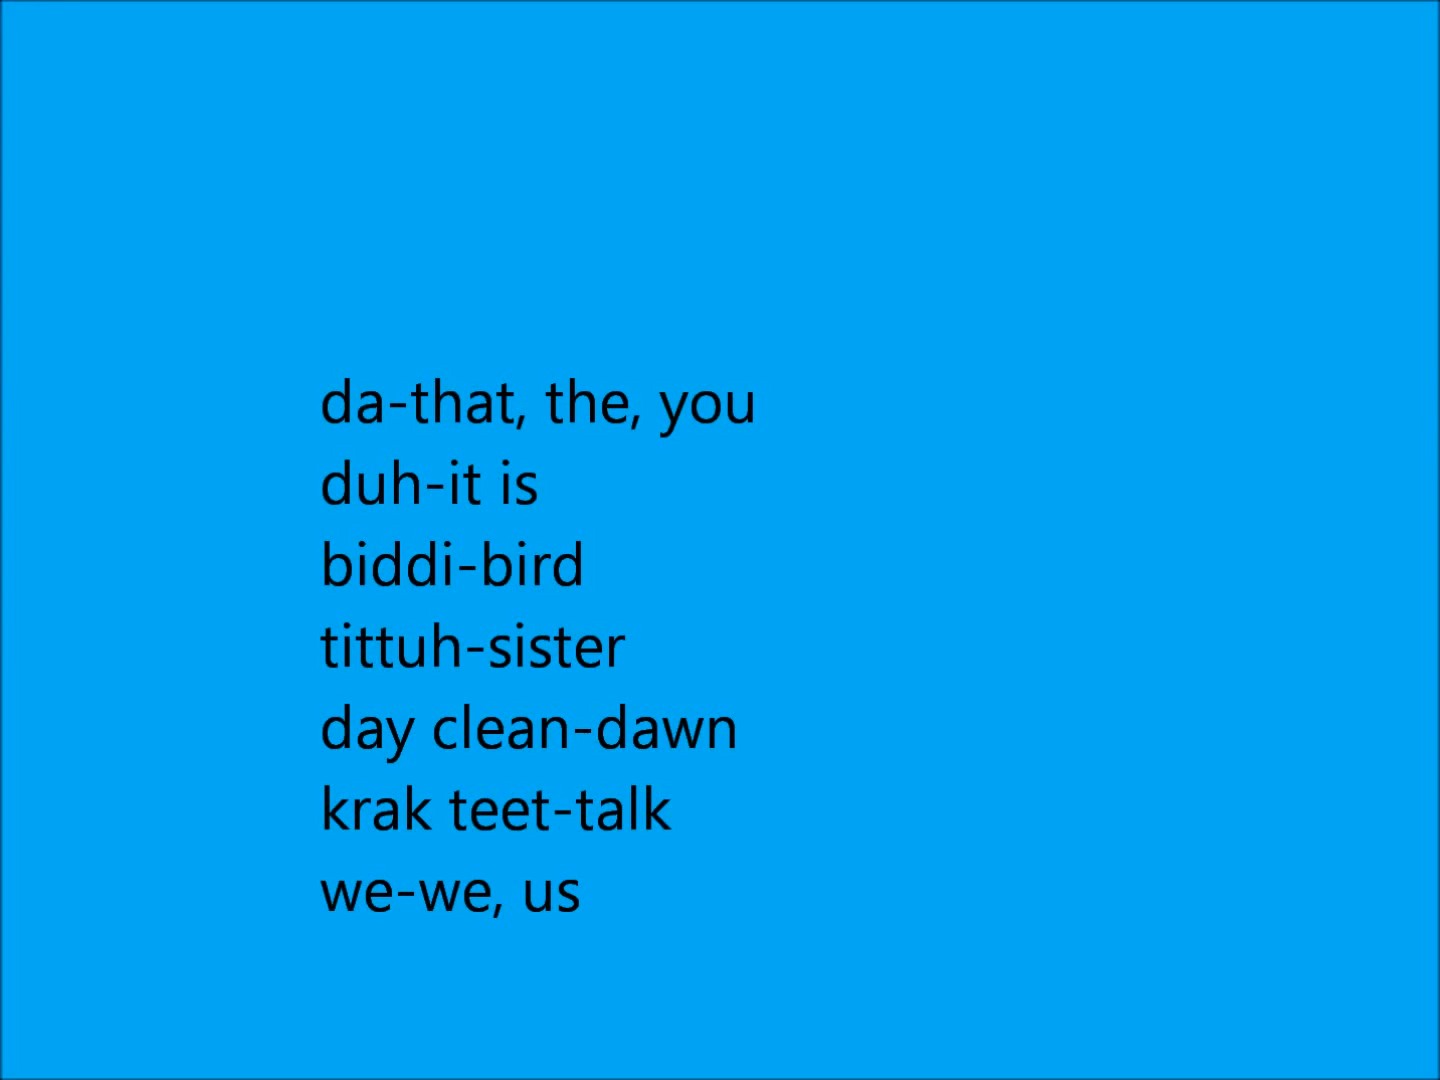 da-that, the, you
duh-it is
biddi-bird
tittuh-sister
day clean-dawn
krak teet-talk
we-we, us